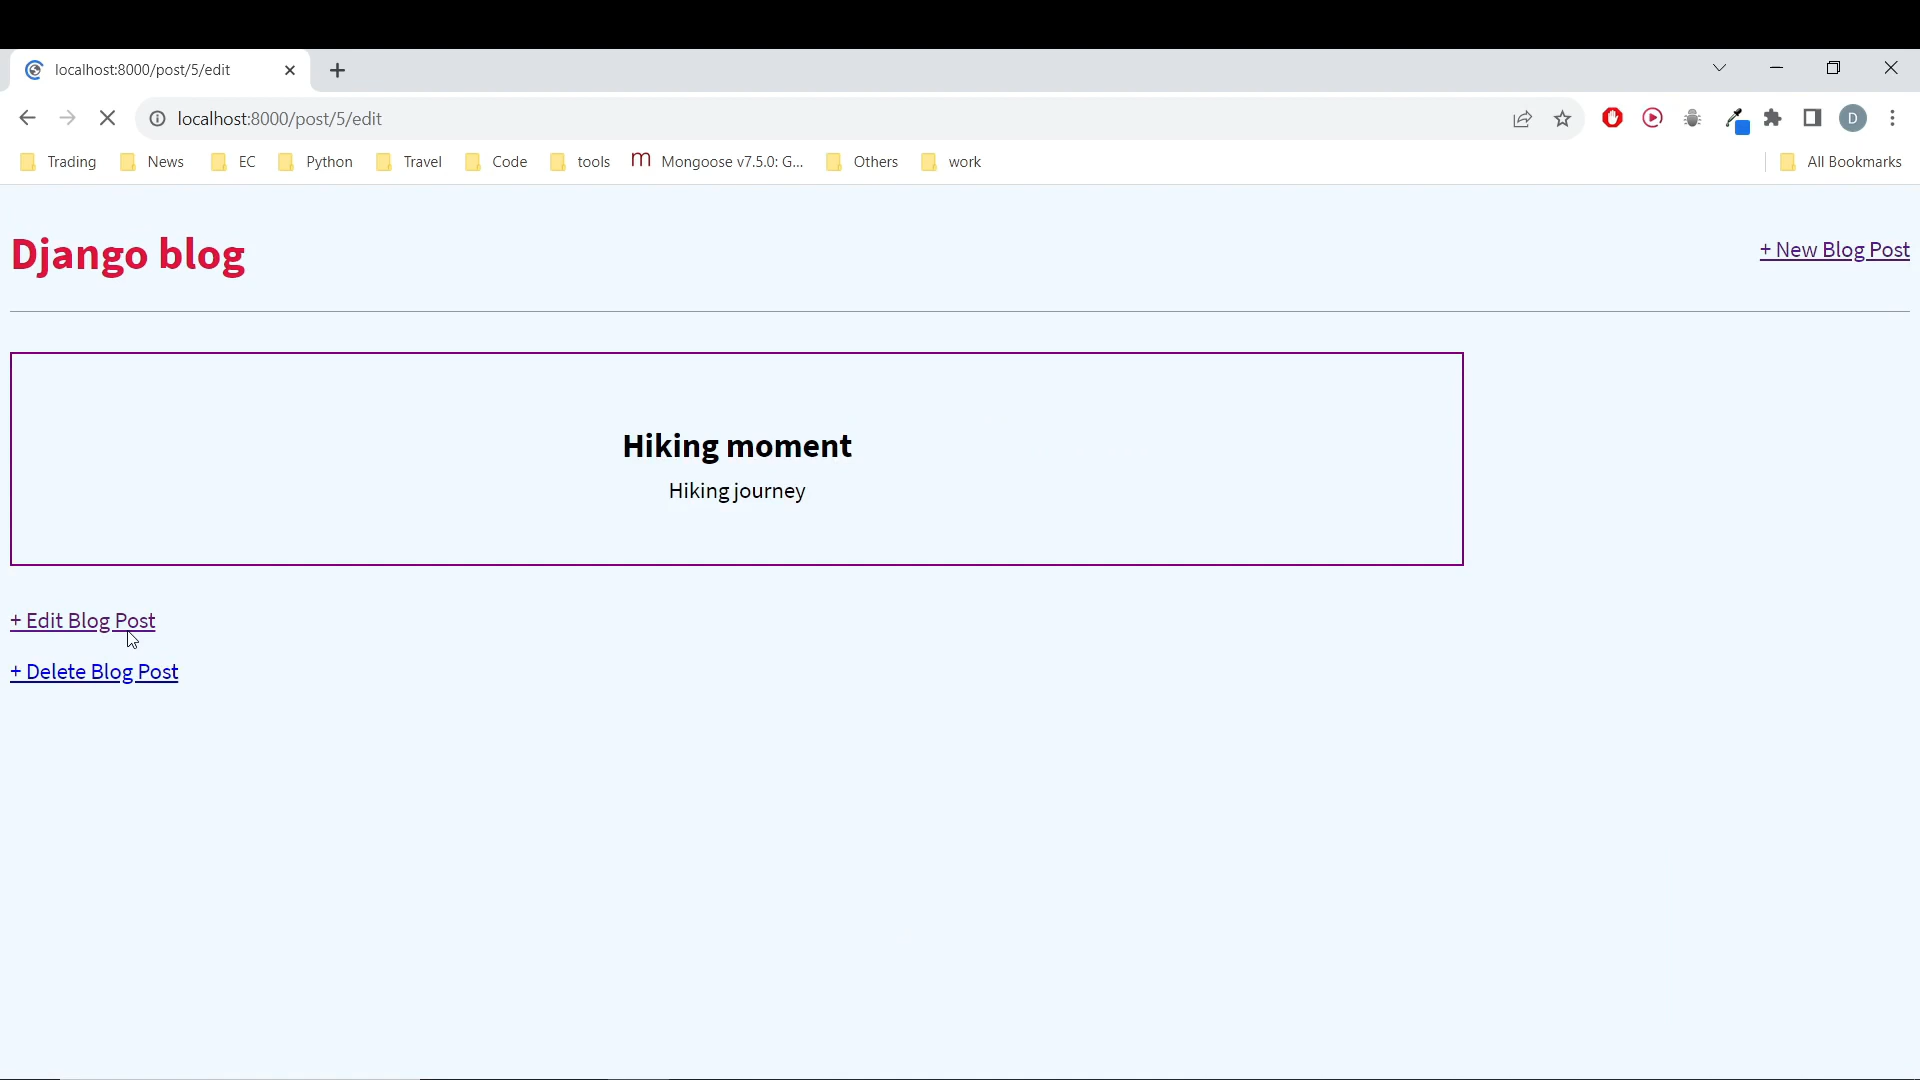 localhost:8000/post/5/edit
localhost:8000/post/5/edit
D
Trading News EC Python Travel Code tools m Mongoose v7.5.0: G... Others work All Bookmarks
Django blog
+ New Blog Post
Hiking moment
Hiking journey
+ Edit Blog Post
+ Delete Blog Post